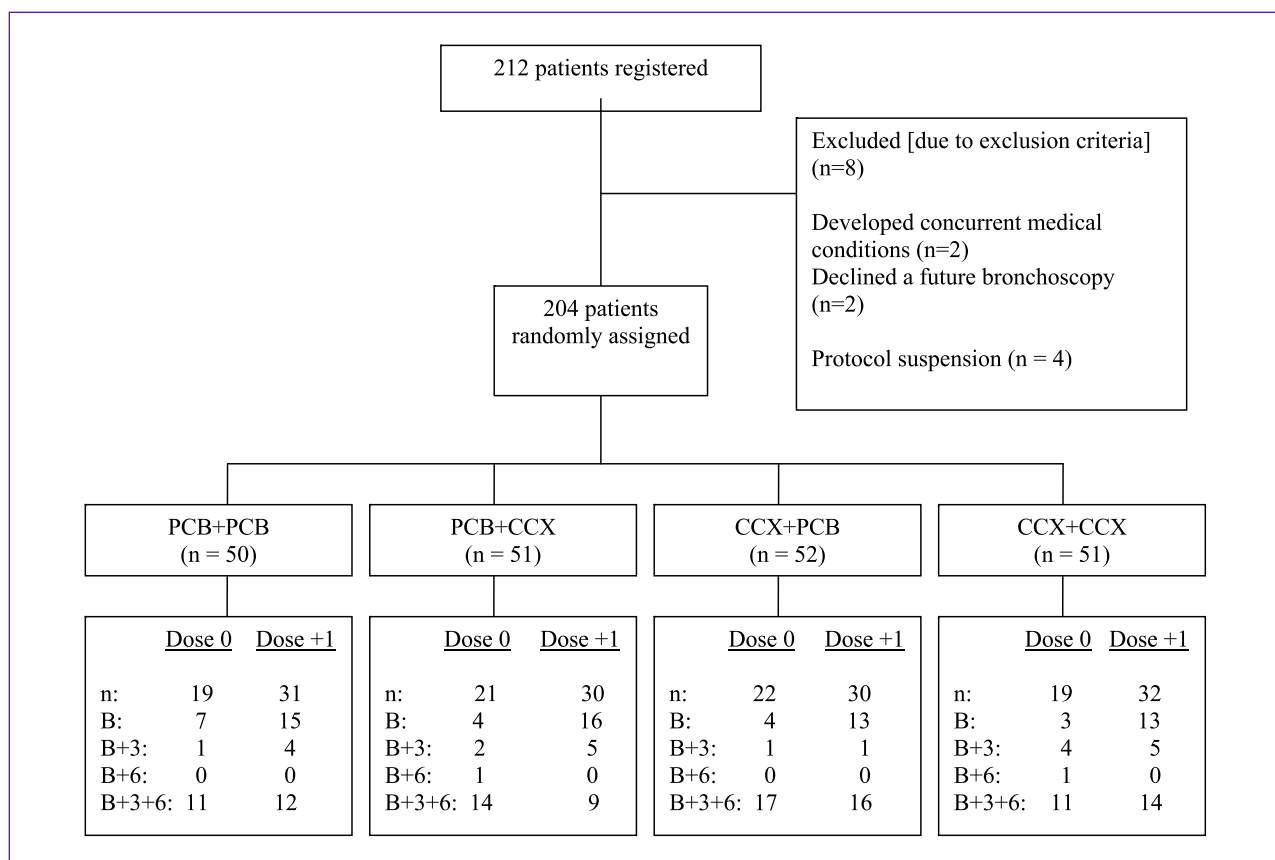 212 patients registered
Excluded [due to exclusion criteria]
(n=8)
Developed concurrent medical
conditions (n=2)
Declined a future bronchoscopy
(n=2)
Protocol suspension (n = 4)
204 patients
randomly assigned
PCB+PCB
(n = 50)
PCB+CCX
(n = 51)
CCX+PCB
(n = 52)
CCX+CCX
(n = 51)
Dose 0 Dose +1
n: 19 31
B: 7 15
B+3: 1 4
B+6: 0 0
B+3+6: 11 12
Dose 0 Dose +1
n: 21 30
B: 4 16
B+3: 2 5
B+6: 1 0
B+3+6: 14 9
Dose 0 Dose +1
n: 22 30
B: 4 13
B+3: 1 1
B+6: 0 0
B+3+6: 17 16
Dose 0 Dose +1
n: 19 32
B: 3 13
B+3: 4 5
B+6: 1 0
B+3+6: 11 14